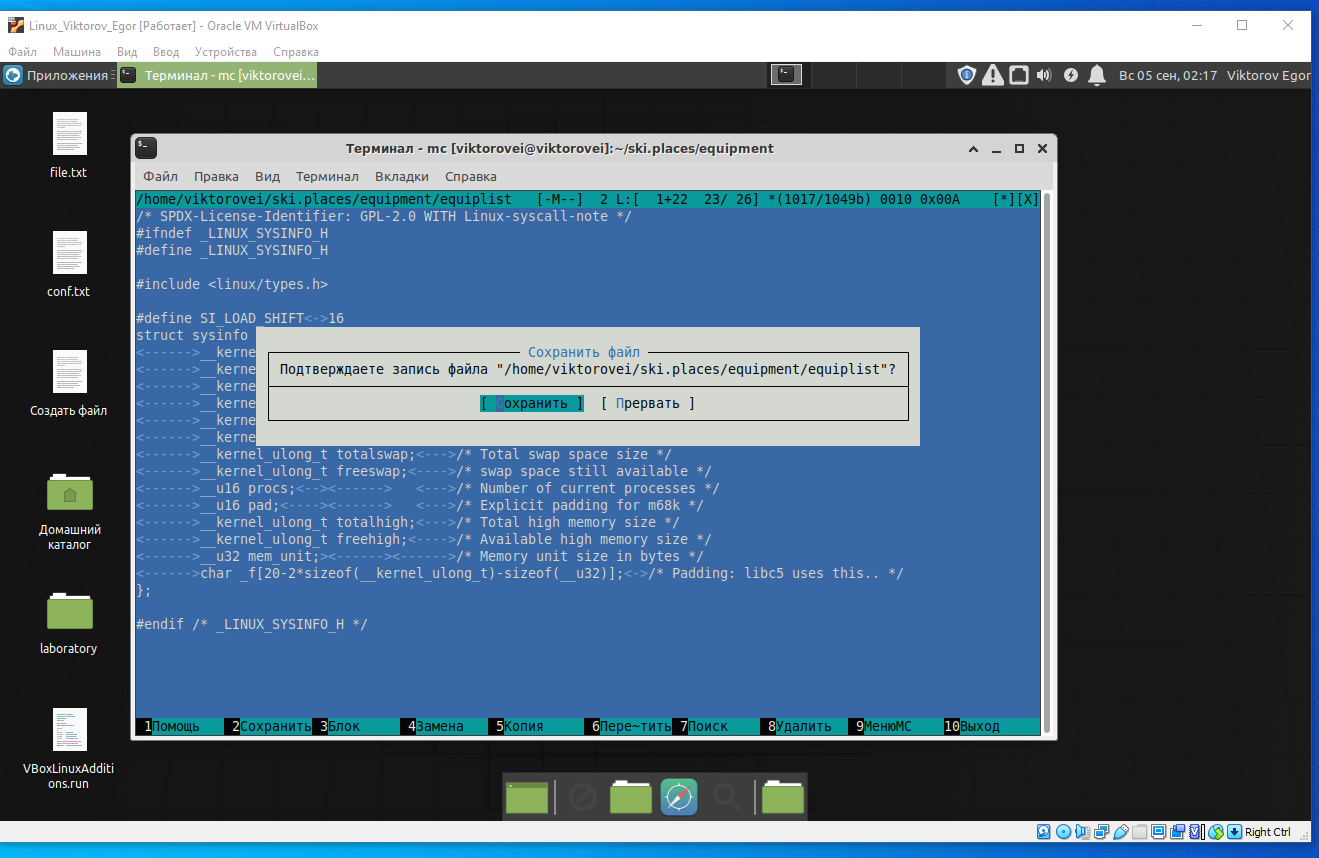 Linux_Viktorov_Egor [Работает] - Oracle VM VirtualBox
Файл Машина Вид Ввод Устройства Справка
Приложения Терминал - mc [viktorovei... Вс 05 сен, 02:17 Viktorov Egor
file.txt
conf.txt
Создать файл
Домашний
каталог
laboratory
VBoxLinuxAdditi
ons.run
Терминал - mc [viktorovei@viktorovei]:~/ski.places/equipment
Файл Правка Вид Терминал Вкладки Справка
/home/viktorovei/ski.places/equipment/equiplist [-M--] 2 L:[ 1+22 23/ 26] *(1017/1049b) 0010 0x00A [*][X]
/* SPDX-License-Identifier: GPL-2.0 WITH Linux-syscall-note */
#ifndef _LINUX_SYSINFO_H
#define _LINUX_SYSINFO_H
#include <linux/types.h>
#define SI_LOAD_SHIFT<->16
struct sysinfo
<------>__kerne
<------>__kerne
<------>__kerne
<------>__kerne
<------>__kerne
<------>__kerne
Сохранить файл
Подтверждаете запись файла "/home/viktorovei/ski.places/equipment/equiplist"?
[ Сохранить ] [ Прервать ]
<------>__kernel_ulong_t totalswap;<--->/* Total swap space size */
<------>__kernel_ulong_t freeswap;<---->/* swap space still available */
<------>__u16 procs;<--><------> <--->/* Number of current processes */
<------>__u16 pad;<----><------> <--->/* Explicit padding for m68k */
<------>__kernel_ulong_t totalhigh;<--->/* Total high memory size */
<------>__kernel_ulong_t freehigh;<---->/* Available high memory size */
<------>__u32 mem_unit;><------><------>/* Memory unit size in bytes */
<------>char _f[20-2*sizeof(__kernel_ulong_t)-sizeof(__u32)];<->/* Padding: libc5 uses this.. */
};
#endif /* _LINUX_SYSINFO_H */
1Помощь 2Сохранить 3Блок 4Замена 5Копия 6Пере~тить 7Поиск 8Удалить 9МенюMC 10Выход
Right Ctrl